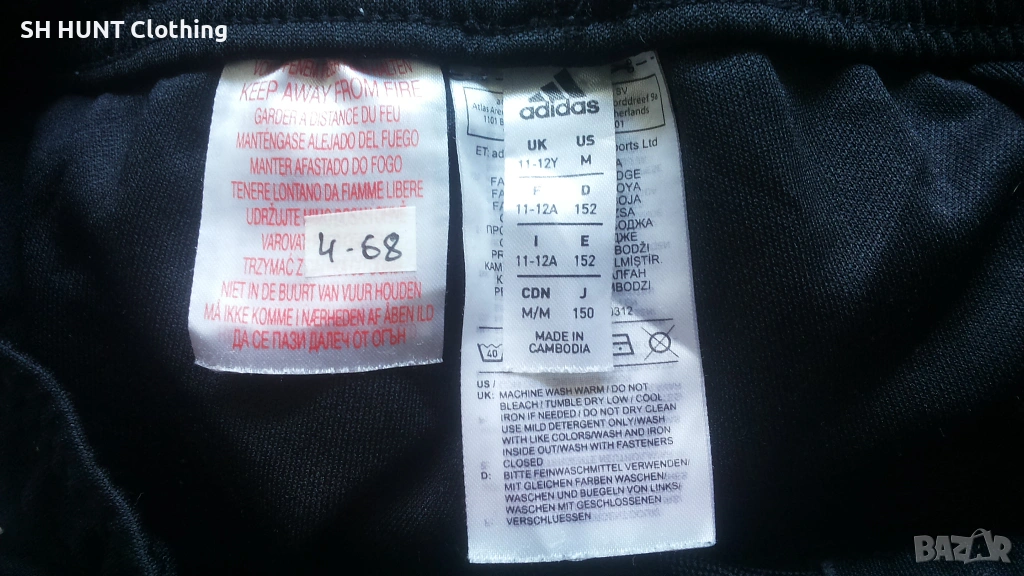 SH HUNT Clothing
KEEP AWAY FROM FIRE
GARDER A DISTANCE DU FEU
MANTÉNGASE ALEJADO DEL FUEGO
MANTER AFASTADO DO FOGO
TENERE LONTANO DA FIAMME LIBERE
UDRŽUJTE
VAROVAT
4-68
TRZYMAĆ Z
NIET IN DE BUURT VAN VUUR HOUDEN
MÅ IKKE KOMME I NÆRHEDEN AF ÅBEN ILD
ДА СЕ ПАЗИ ДАЛЕЧ ОТ ОГЪН
adidas
UK US
11-12Y M
F D
11-12A 152
I E
11-12A 152
CDN J
M/M 150
MADE IN
CAMBODIA
ports Ltd
0312
40
US /
UK: MACHINE WASH WARM / DO NOT
BLEACH / TUMBLE DRY LOW / COOL
IRON IF NEEDED / DO NOT DRY CLEAN
USE MILD DETERGENT ONLY/WASH
WITH LIKE COLORS/WASH AND IRON
INSIDE OUT/WASH WITH FASTENERS
CLOSED
D: BITTE FEINWASCHMITTEL VERWENDEN/
MIT GLEICHEN FARBEN WASCHEN/
WASCHEN UND BUEGELN VON LINKS/
WASCHEN MIT GESCHLOSSENEN
VERSCHLUESSEN
BAZAR